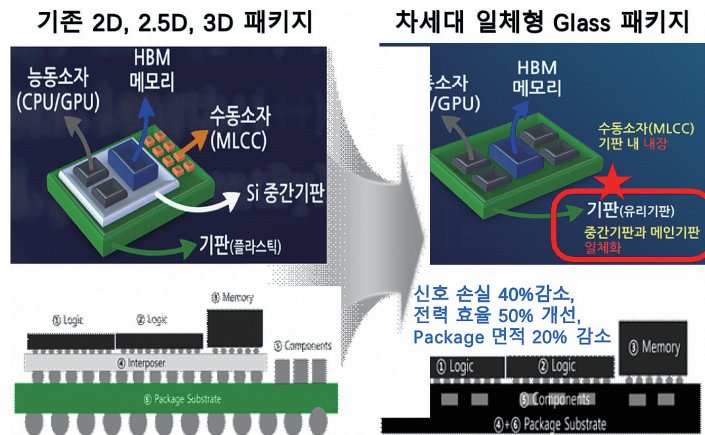 기존 2D, 2.5D, 3D 패키지
능동소자
(CPU/GPU)
HBM
메모리
수동소자
(MLCC)
Si 중간기판
기판(플라스틱)
① Logic
② Logic
③ Memory
⑤ Components
④ Interposer
⑥ Package Substrate
차세대 일체형 Glass 패키지
능소자
/GPU)
HBM
메모리
수동소자(MLCC)
기판 내 내장
기판(유리기판)
중간기판과 메인기판
일체화
신호 손실 40%감소,
전력 효율 50% 개선,
Package 면적 20% 감소
① Logic
② Logic
③ Memory
⑤ Components
④+⑥ Package Substrate